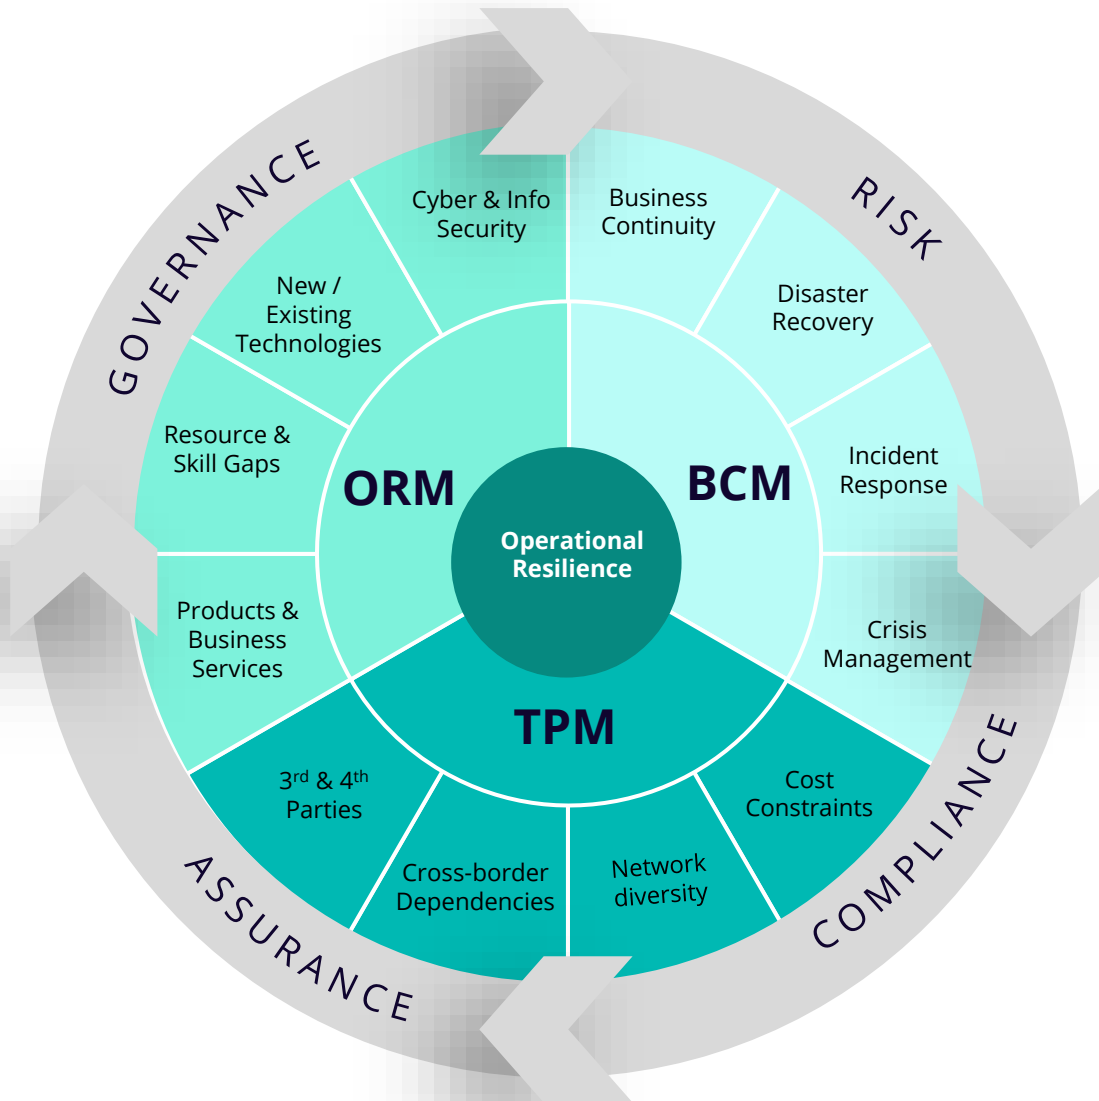 GOVERNANCE
RISK
COMPLIANCE
ASSURANCE
Cyber & Info
Security
Business
Continuity
New /
Existing
Technologies
Disaster
Recovery
Resource &
Skill Gaps
Incident
Response
ORM
BCM
Operational
Resilience
Products &
Business
Services
Crisis
Management
TPM
3rd & 4th
Parties
Cost
Constraints
Cross-border
Dependencies
Network
diversity